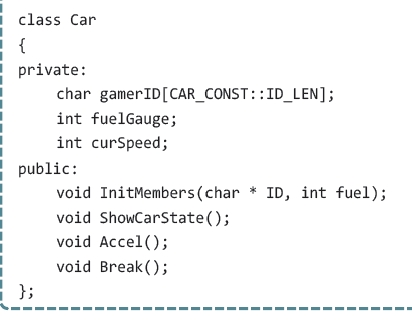 class Car
{
private:
    char gamerID[CAR_CONST::ID_LEN];
    int fuelGauge;
    int curSpeed;
public:
    void InitMembers(char * ID, int fuel);
    void ShowCarState();
    void Accel();
    void Break();
};